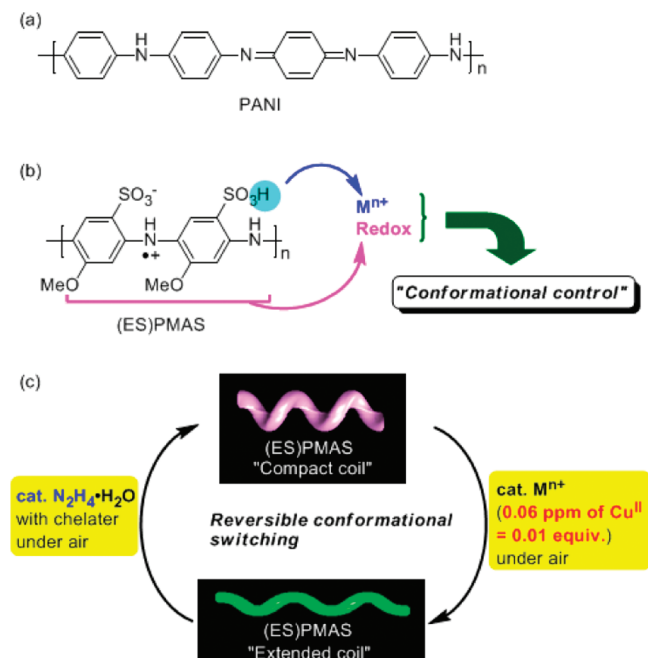 (a)
H
N
N
N
H
N
n
PANI
(b)
SO₃⁻
SO₃H
H
N
•+
H
N
n
MeO
MeO
(ES)PMAS
Mⁿ⁺
Redox
"Conformational control"
(c)
(ES)PMAS
"Compact coil"
cat. N₂H₄•H₂O
with chelater
under air
Reversible conformational
switching
cat. Mⁿ⁺
(0.06 ppm of Cuᴵᴵ
= 0.01 equiv.)
under air
(ES)PMAS
"Extended coil"